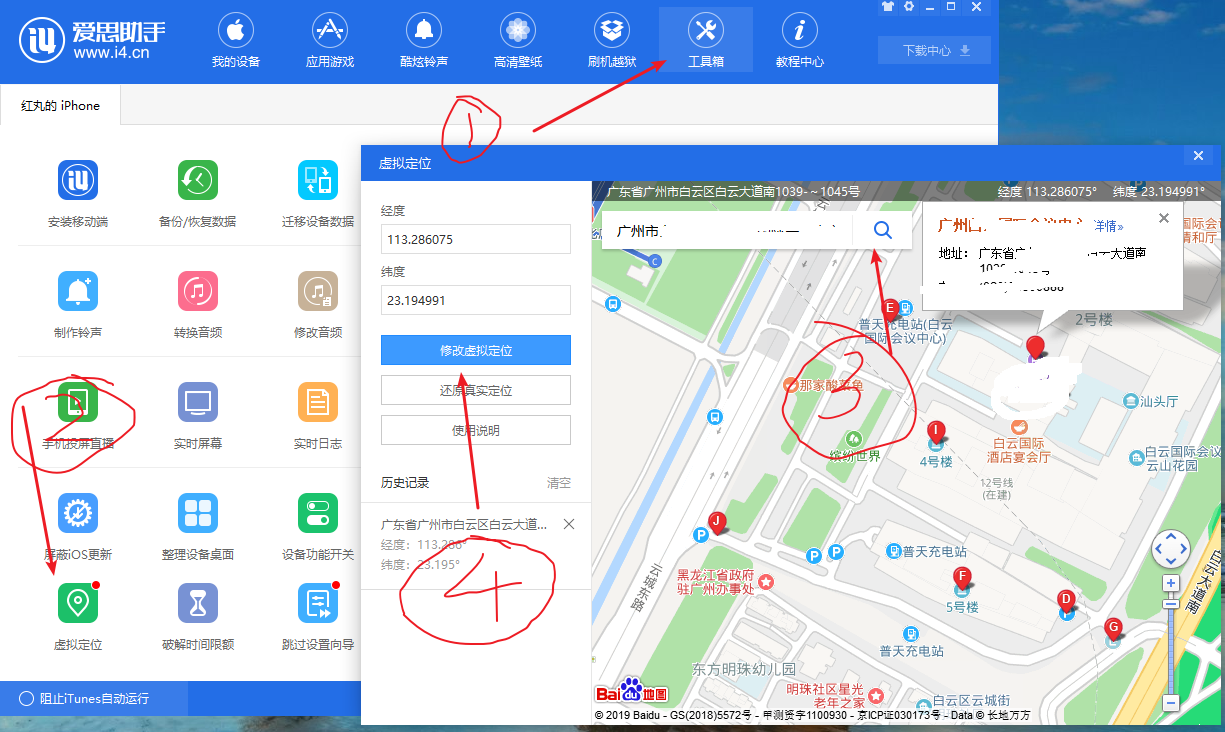 爱思助手
www.i4.cn
我的设备
应用游戏
酷炫铃声
高清壁纸
刷机越狱
工具箱
教程中心
下载中心
红丸的 iPhone
1
安装移动端
备份/恢复数据
迁移设备数据
制作铃声
转换音频
修改音频
手机投屏直播
实时屏幕
实时日志
2
屏蔽iOS更新
整理设备桌面
设备功能开关
虚拟定位
破解时间限额
跳过设置向导
阻止iTunes自动运行
虚拟定位
经度
113.286075
纬度
23.194991
修改虚拟定位
还原真实定位
使用说明
历史记录
清空
广东省广州市白云区白云大道...
经度：113.286°
纬度：23.195°
4
广东省广州市白云区白云大道南1039-~1045号
经度 113.286075°
纬度 23.194991°
广州市
详情»
地址：
广东省广
云大道南
2号楼
E
普天充电站(白云
国际会议中心)
那家酸菜鱼
3
缤纷世界
I
4号楼
白云国际
酒店宴会厅
汕头厅
白云国际会议
云山花园
12号线
(在建)
J
P
P
P
普天充电站
黑龙江省政府
驻广州办事处
云城东路
F
5号楼
D
G
普天充电站
白云大道南
东方明珠幼儿园
明珠社区星光
老年之家
白云区云城街
Bai du 地图
© 2019 Baidu - GS(2018)5572号 - 甲测资字1100930 - 京ICP证030173号 - Data © 长地万方